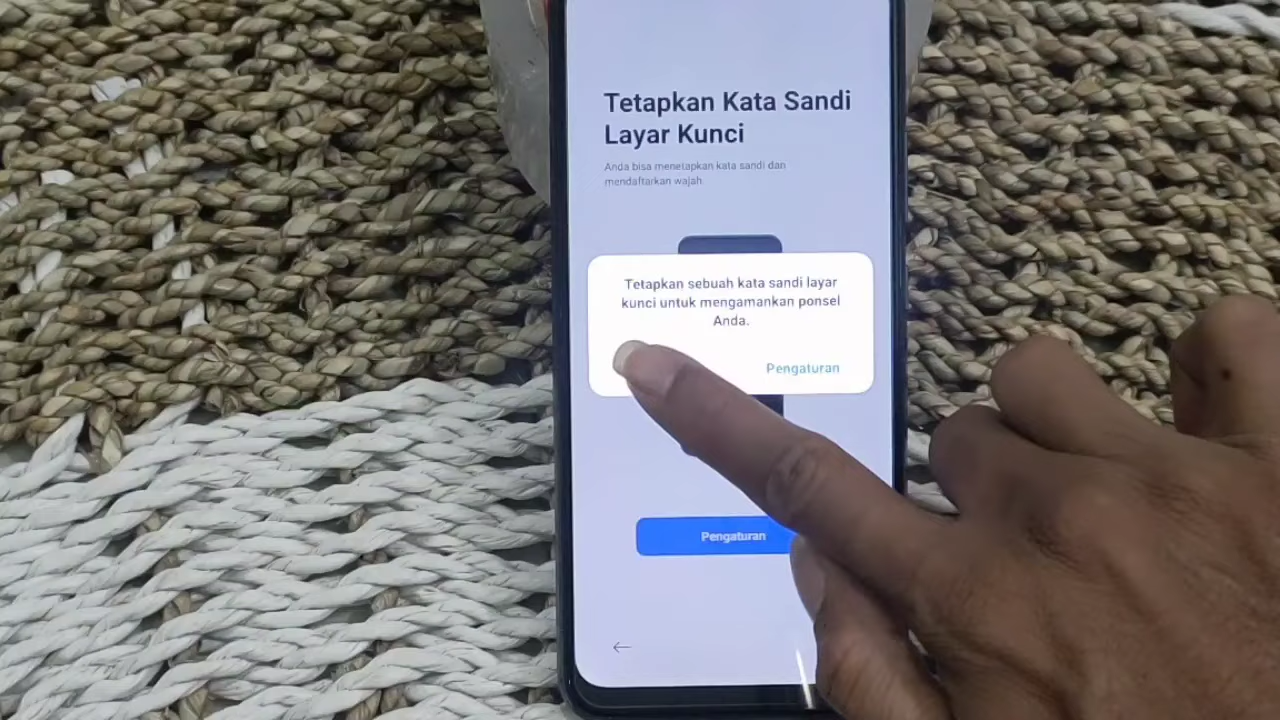 Tetapkan Kata Sandi
Layar Kunci
Anda bisa menetapkan kata sandi dan
mendaftarkan wajah
Tetapkan sebuah kata sandi layar
kunci untuk mengamankan ponsel
Anda.
Pengaturan
Pengaturan